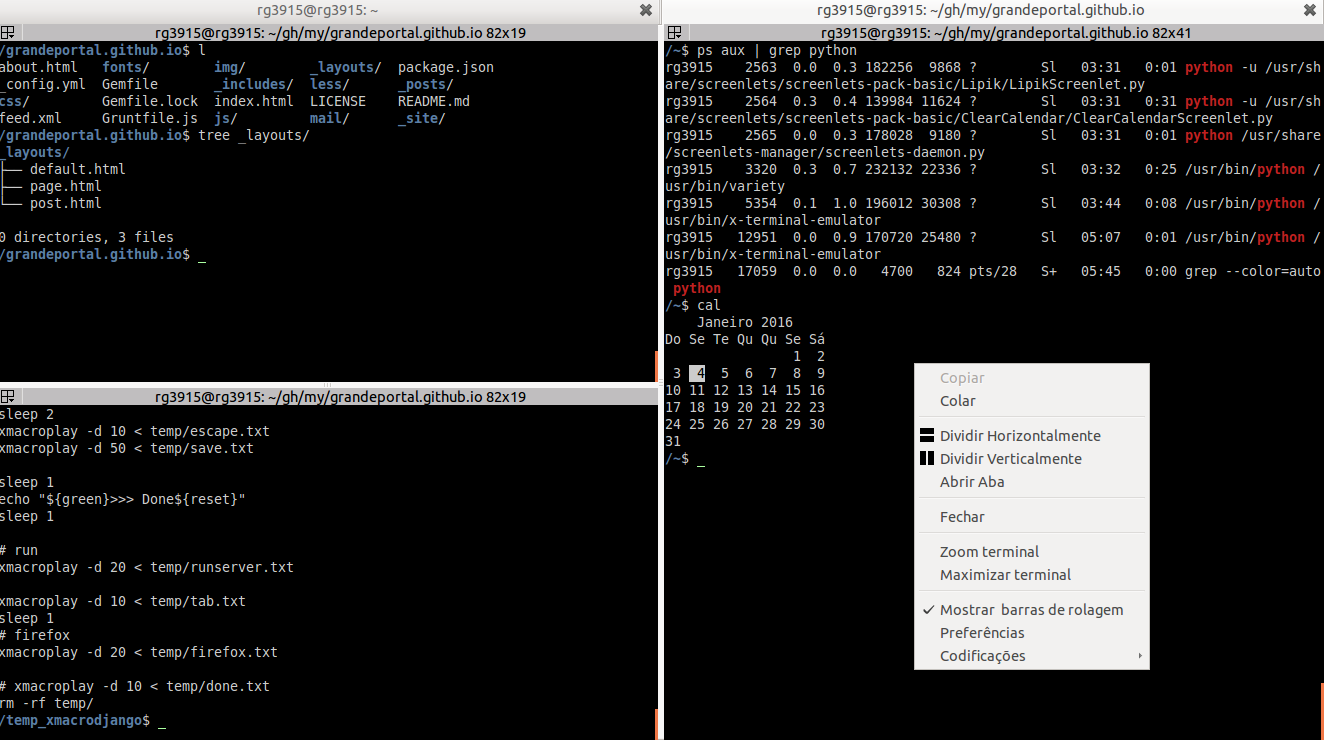 rg3915@rg3915: ~
rg3915@rg3915: ~/gh/my/grandeportal.github.io 82x19
/grandeportal.github.io$ l
about.html   fonts/        img/        _layouts/  package.json
_config.yml  Gemfile       _includes/  less/      _posts/
css/         Gemfile.lock  index.html  LICENSE    README.md
feed.xml     Gruntfile.js  js/         mail/      _site/
/grandeportal.github.io$ tree _layouts/
_layouts/
├── default.html
├── page.html
└── post.html
0 directories, 3 files
/grandeportal.github.io$ _
rg3915@rg3915: ~/gh/my/grandeportal.github.io 82x19
sleep 2
xmacroplay -d 10 < temp/escape.txt
xmacroplay -d 50 < temp/save.txt
sleep 1
echo "${green}>>> Done${reset}"
sleep 1
# run
xmacroplay -d 20 < temp/runserver.txt
xmacroplay -d 10 < temp/tab.txt
sleep 1
# firefox
xmacroplay -d 20 < temp/firefox.txt
# xmacroplay -d 10 < temp/done.txt
rm -rf temp/
/temp_xmacrodjango$ _
rg3915@rg3915: ~/gh/my/grandeportal.github.io
rg3915@rg3915: ~/gh/my/grandeportal.github.io 82x41
/~$ ps aux | grep python
rg3915    2563  0.0  0.3 182256  9868 ?        Sl   03:31   0:01 python -u /usr/sh
are/screenlets/screenlets-pack-basic/Lipik/LipikScreenlet.py
rg3915    2564  0.3  0.4 139984 11624 ?        Sl   03:31   0:31 python -u /usr/sh
are/screenlets/screenlets-pack-basic/ClearCalendar/ClearCalendarScreenlet.py
rg3915    2565  0.0  0.3 178028  9180 ?        Sl   03:31   0:01 python /usr/share
/screenlets-manager/screenlets-daemon.py
rg3915    3320  0.3  0.7 232132 22336 ?        Sl   03:32   0:25 /usr/bin/python /
usr/bin/variety
rg3915    5354  0.1  1.0 196012 30308 ?        Sl   03:44   0:08 /usr/bin/python /
usr/bin/x-terminal-emulator
rg3915   12951  0.0  0.9 170720 25480 ?        Sl   05:07   0:01 /usr/bin/python /
usr/bin/x-terminal-emulator
rg3915   17059  0.0  0.0   4700   824 pts/28   S+   05:45   0:00 grep --color=auto
python
/~$ cal
Janeiro 2016
Do Se Te Qu Qu Se Sá
1  2
3  4  5  6  7  8  9
10 11 12 13 14 15 16
17 18 19 20 21 22 23
24 25 26 27 28 29 30
31
/~$ _
Copiar
Colar
Dividir Horizontalmente
Dividir Verticalmente
Abrir Aba
Fechar
Zoom terminal
Maximizar terminal
Mostrar barras de rolagem
Preferências
Codificações